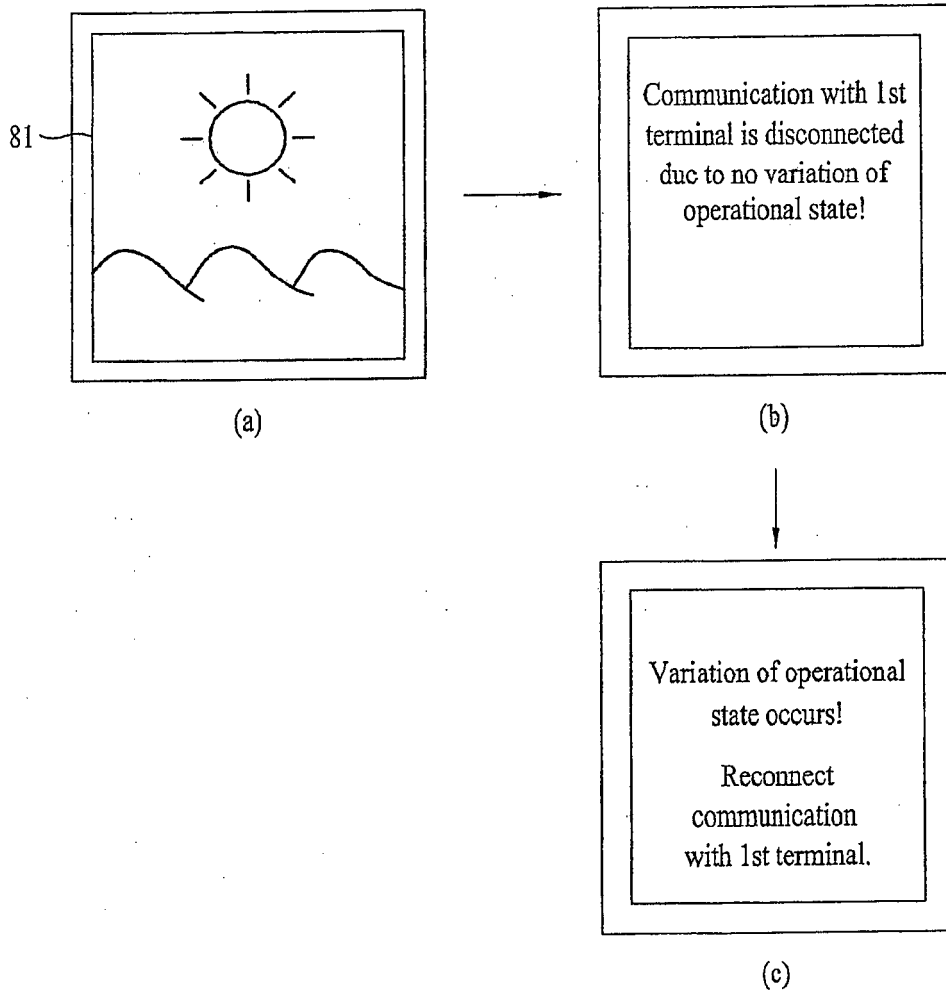 81
(a)
Communication with 1st
terminal is disconnected
duc to no variation of
operational state!
(b)
Variation of operational
state occurs!
Reconnect
communication
with 1st terminal.
(c)